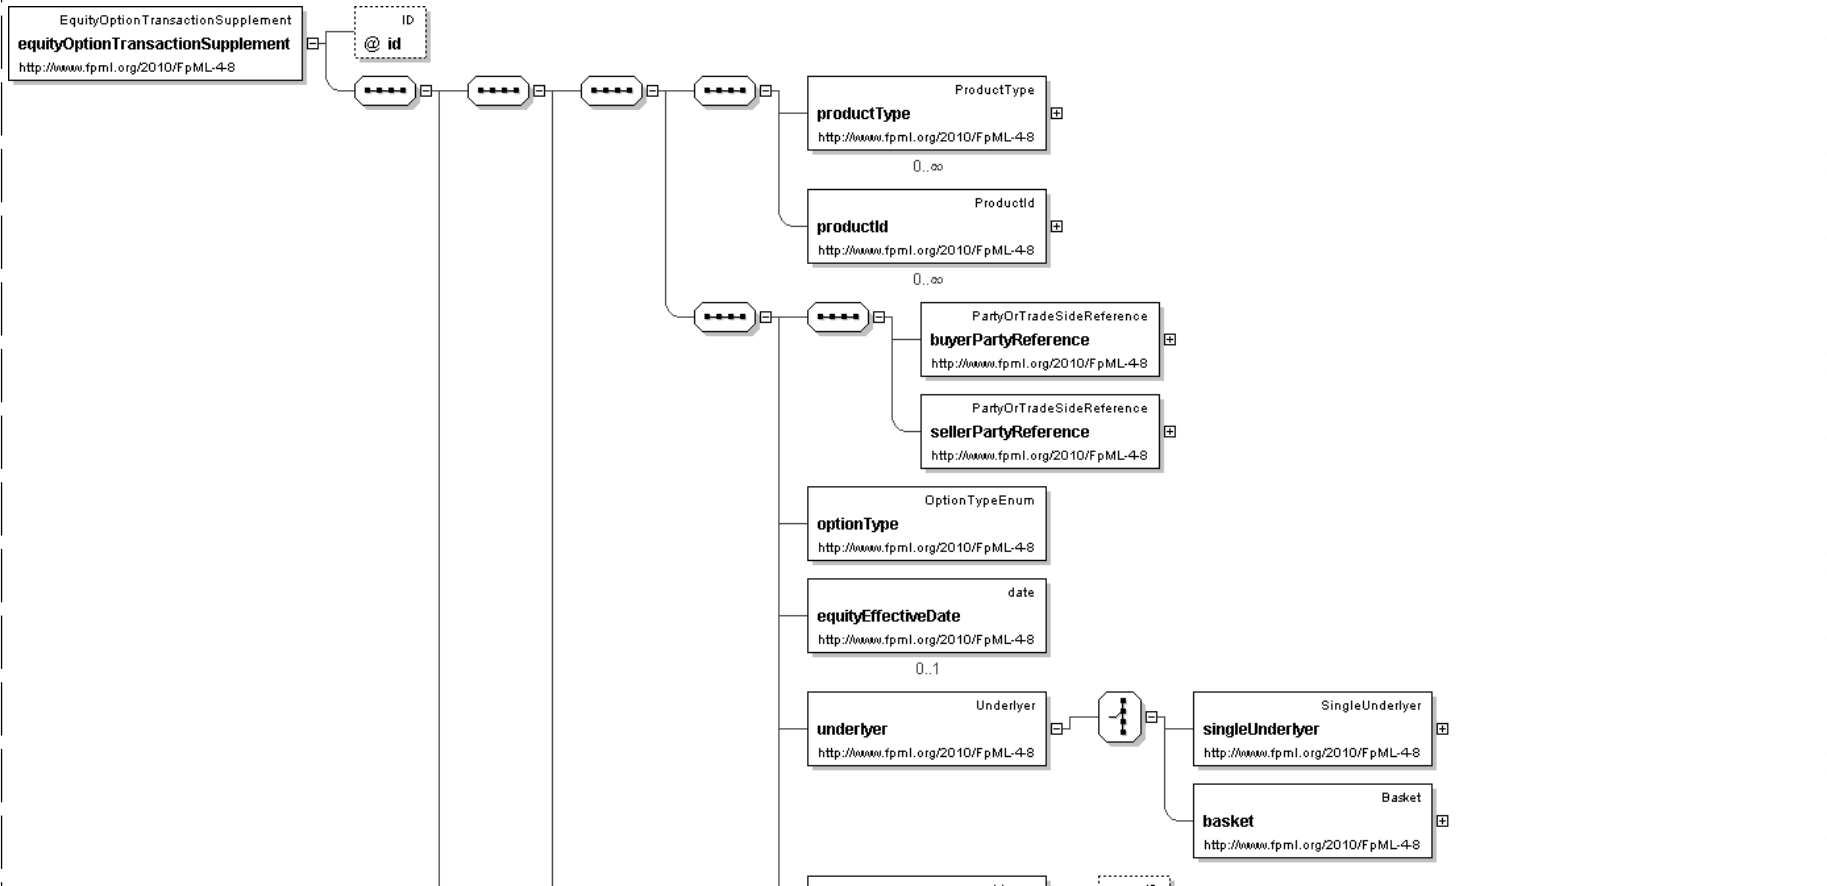 EquityOptionTransactionSupplement
equityOptionTransactionSupplement
http://www.fpml.org/2010/FpML-4-8
ID
@ id
ProductType
productType
http://www.fpml.org/2010/FpML-4-8
0..∞
ProductId
productId
http://www.fpml.org/2010/FpML-4-8
0..∞
PartyOrTradeSideReference
buyerPartyReference
http://www.fpml.org/2010/FpML-4-8
PartyOrTradeSideReference
sellerPartyReference
http://www.fpml.org/2010/FpML-4-8
OptionTypeEnum
optionType
http://www.fpml.org/2010/FpML-4-8
date
equityEffectiveDate
http://www.fpml.org/2010/FpML-4-8
0..1
Underlyer
underlyer
http://www.fpml.org/2010/FpML-4-8
SingleUnderlyer
singleUnderlyer
http://www.fpml.org/2010/FpML-4-8
Basket
basket
http://www.fpml.org/2010/FpML-4-8